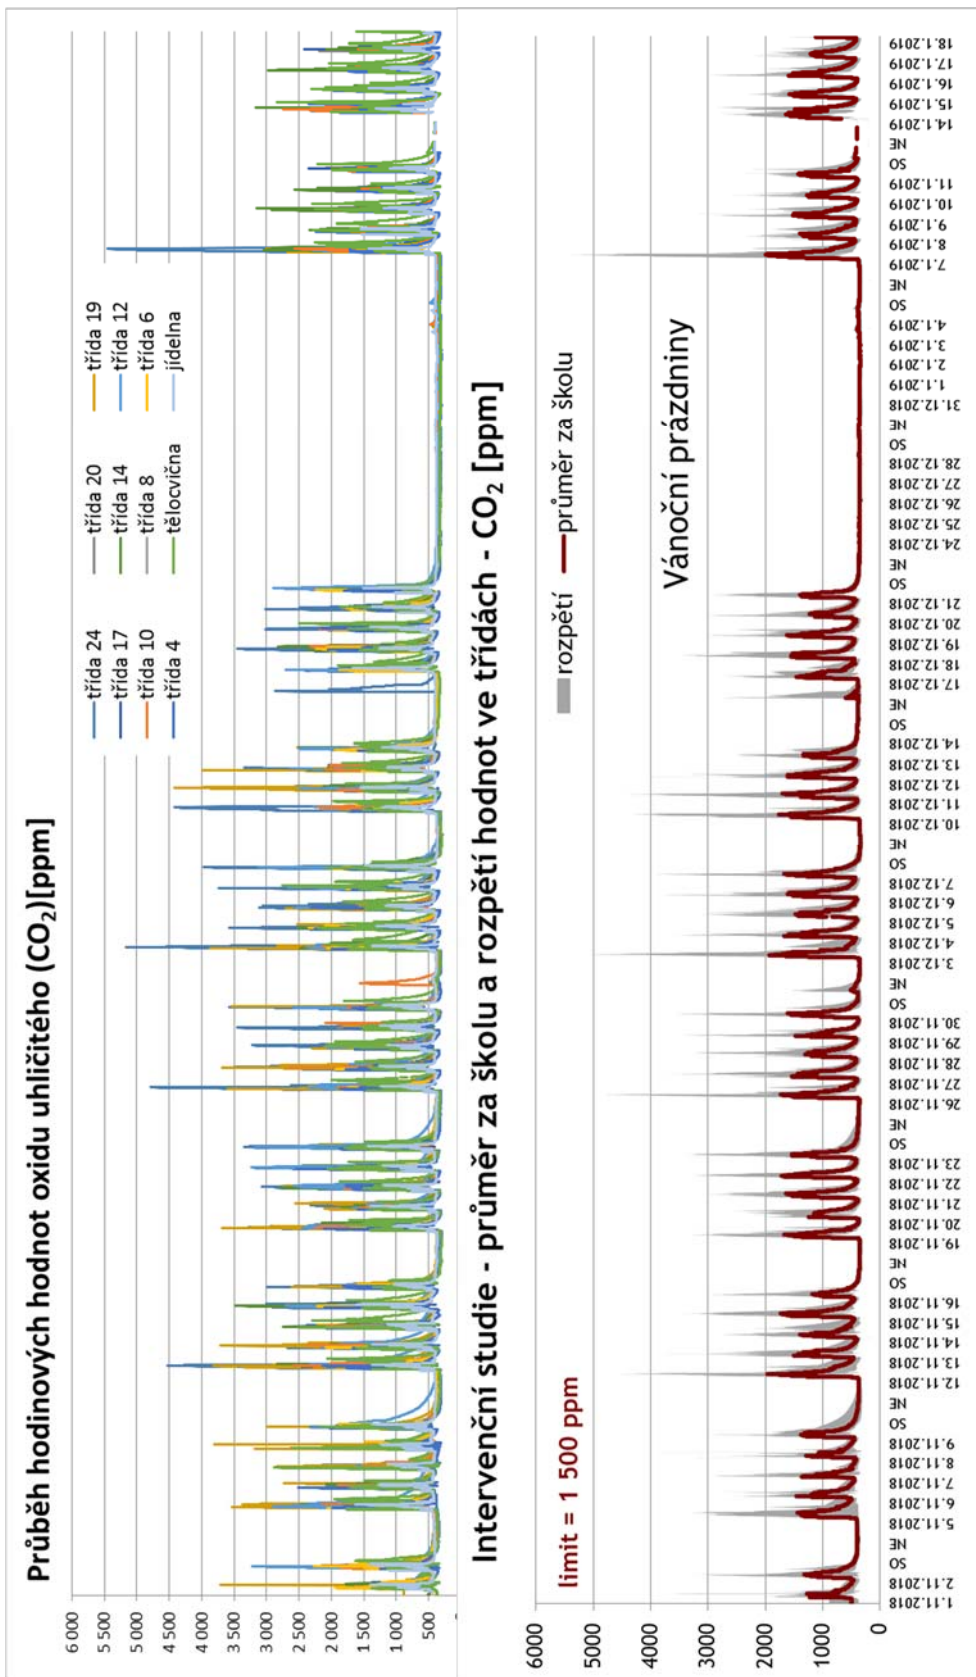 Průběh hodinových hodnot oxidu uhličitého (CO₂)[ppm]
třída 24 třída 20 třída 19
třída 17 třída 14 třída 12
třída 10 třída 8 třída 6
třída 4 tělocvična jídelna
6 000
5 500
5 000
4 500
4 000
3 500
3 000
2 500
2 000
1 500
1 000
500
Intervenční studie - průměr za školu a rozpětí hodnot ve třídách - CO₂ [ppm]
rozpětí průměr za školu
limit = 1 500 ppm
Vánoční prázdniny
6000
5000
4000
3000
2000
1000
0
1.11.2018
2.11.2018
SO
NE
5.11.2018
6.11.2018
7.11.2018
8.11.2018
9.11.2018
SO
NE
12.11.2018
13.11.2018
14.11.2018
15.11.2018
16.11.2018
SO
NE
19.11.2018
20.11.2018
21.11.2018
22.11.2018
23.11.2018
SO
NE
26.11.2018
27.11.2018
28.11.2018
29.11.2018
30.11.2018
SO
NE
3.12.2018
4.12.2018
5.12.2018
6.12.2018
7.12.2018
SO
NE
10.12.2018
11.12.2018
12.12.2018
13.12.2018
14.12.2018
SO
NE
17.12.2018
18.12.2018
19.12.2018
20.12.2018
21.12.2018
SO
NE
24.12.2018
25.12.2018
26.12.2018
27.12.2018
28.12.2018
SO
NE
31.12.2018
1.1.2019
2.1.2019
3.1.2019
4.1.2019
SO
NE
7.1.2019
8.1.2019
9.1.2019
10.1.2019
11.1.2019
SO
NE
14.1.2019
15.1.2019
16.1.2019
17.1.2019
18.1.2019